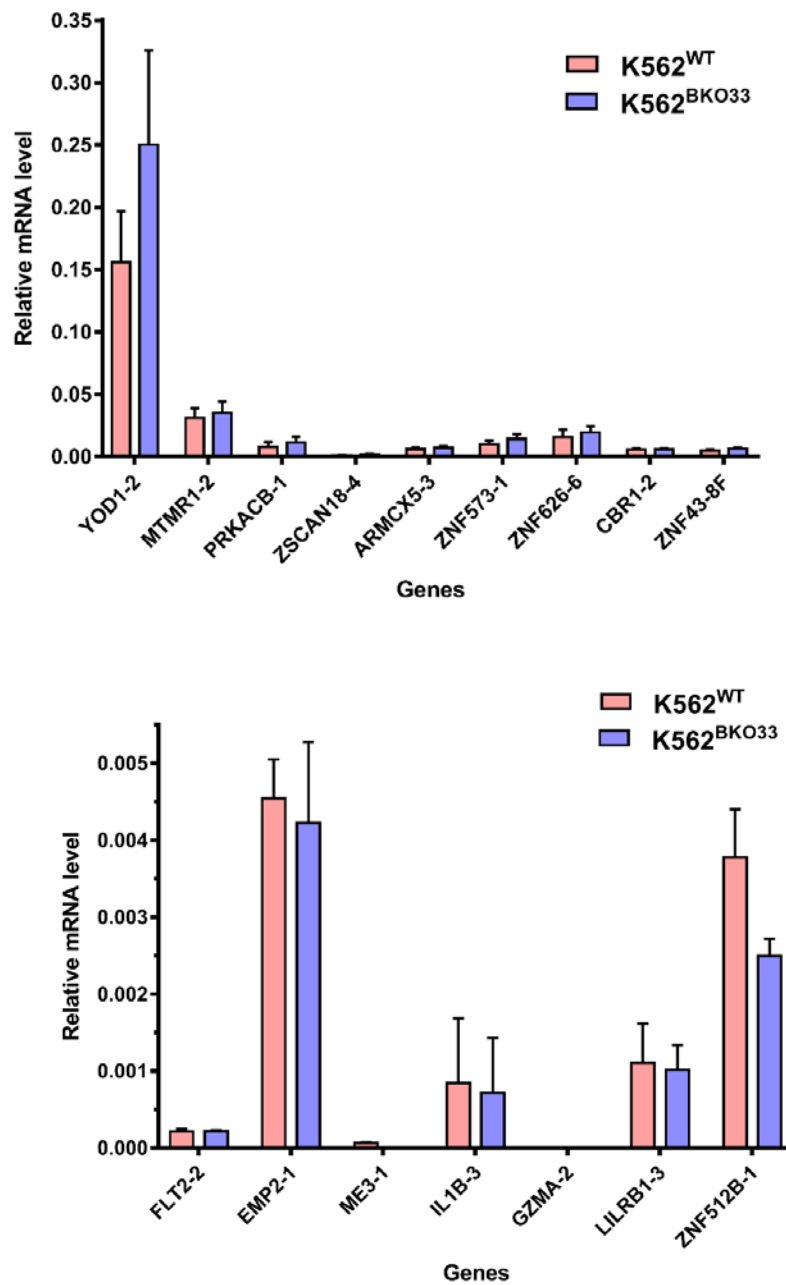 0.35
0.30
0.25
0.20
0.15
0.10
0.05
0.00
Relative mRNA level
K562WT
K562BKO33
YOD1-2
MTMR1-2
PRKACB-1
ZSCAN18-4
ARMCX5-3
ZNF573-1
ZNF626-6
CBR1-2
ZNF43-8F
Genes
K562WT
K562BKO33
0.005
0.004
0.003
0.002
0.001
0.000
Relative mRNA level
FLT2-2
EMP2-1
ME3-1
IL1B-3
GZMA-2
LILRB1-3
ZNF512B-1
Genes